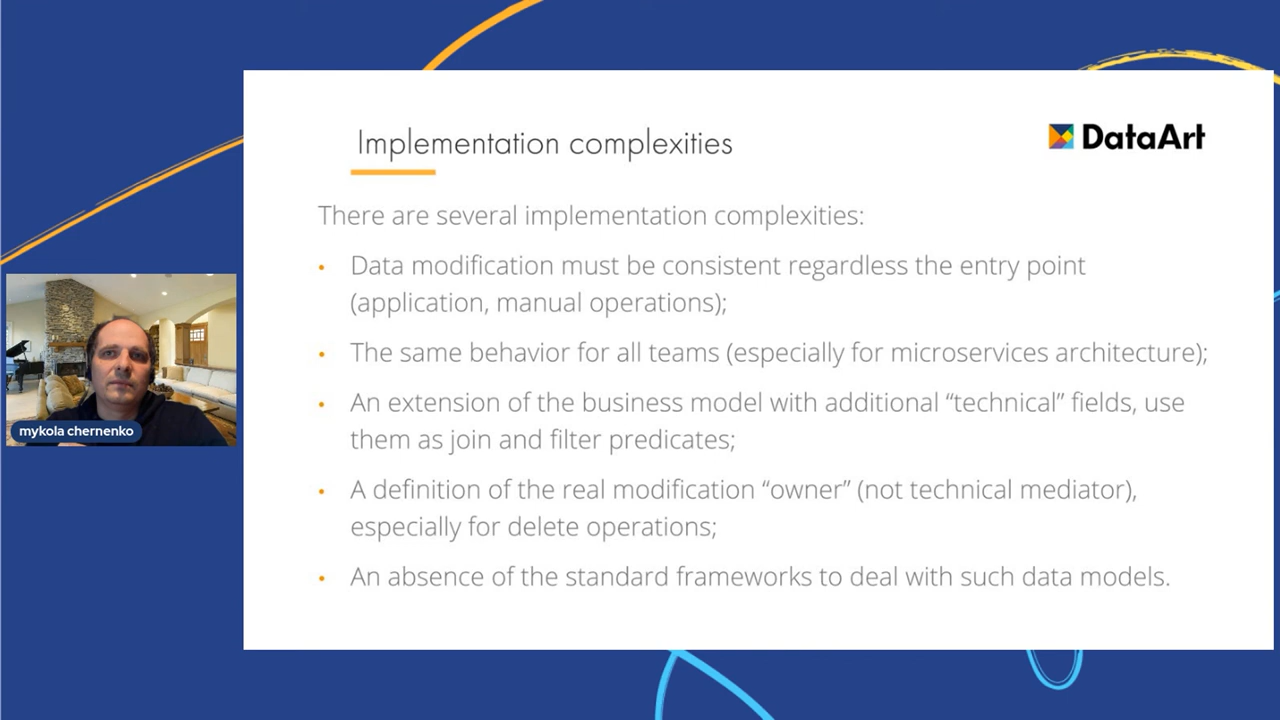 Implementation complexities
DataArt
There are several implementation complexities:
• Data modification must be consistent regardless the entry point
(application, manual operations);
• The same behavior for all teams (especially for microservices architecture);
• An extension of the business model with additional “technical” fields, use
them as join and filter predicates;
• A definition of the real modification “owner” (not technical mediator),
especially for delete operations;
• An absence of the standard frameworks to deal with such data models.
mykola chernenko